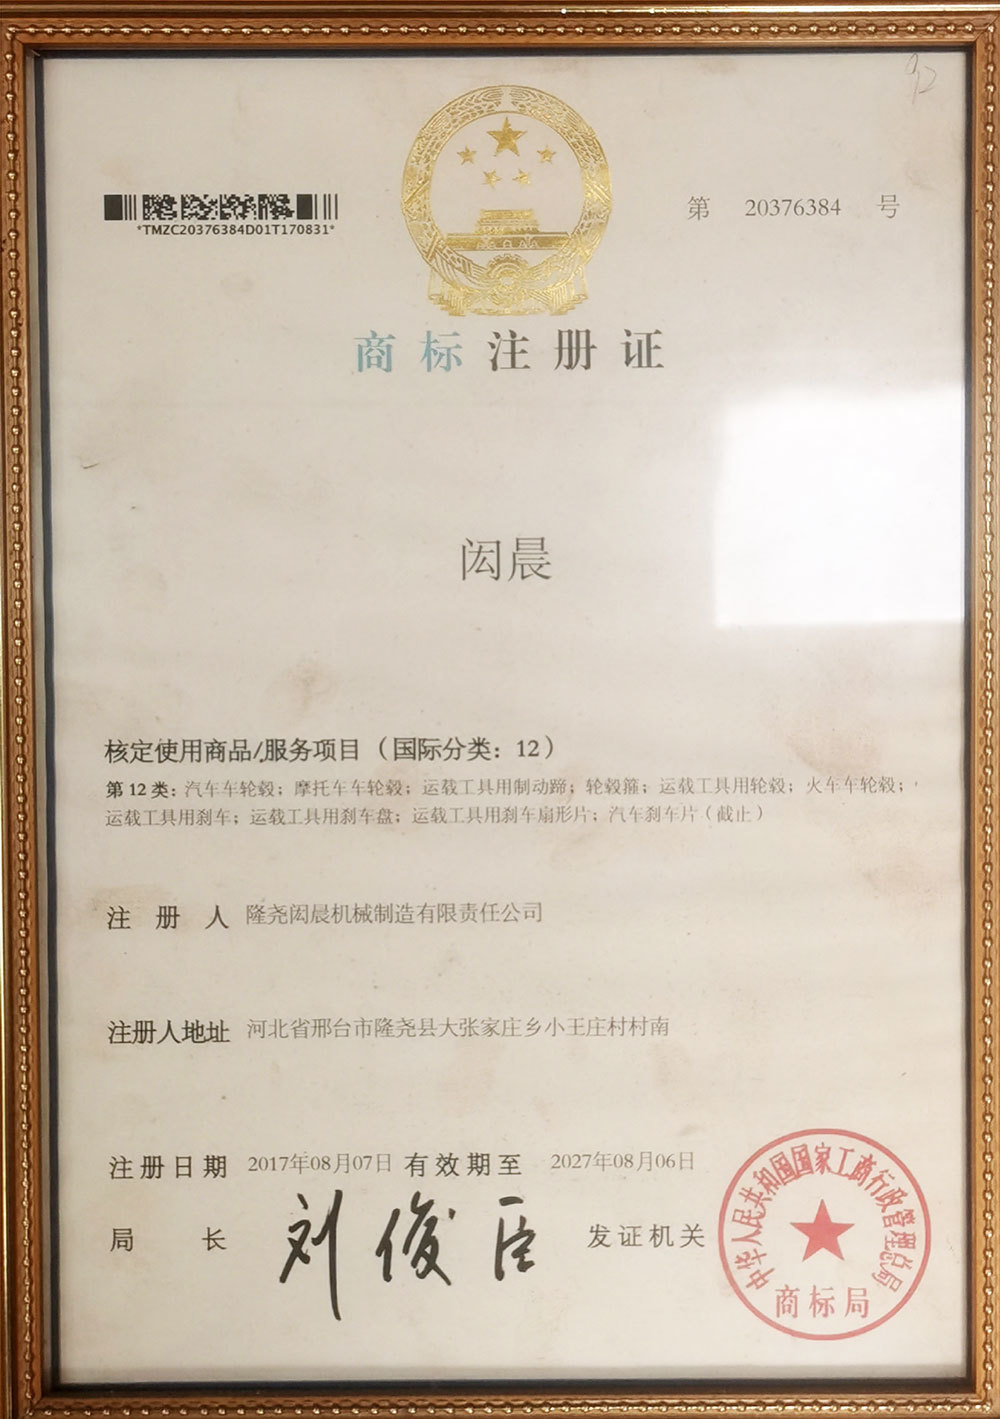 *TMZC20376384D01T170831*
第 20376384 号
商标注册证
闳晨
核定使用商品/服务项目（国际分类：12）
第 12 类：汽车车轮毂；摩托车车轮毂；运载工具用制动蹄；轮毂箍；运载工具用轮毂；火车车轮毂；
运载工具用刹车；运载工具用刹车盘；运载工具用刹车扇形片；汽车刹车片（截止）
注册人 隆尧闳晨机械制造有限责任公司
注册人地址 河北省邢台市隆尧县大张家庄乡小王庄村村南
注册日期 2017年08月07日 有效期至 2027年08月06日
局长 刘俊臣 发证机关
中华人民共和国国家工商行政管理总局
商标局